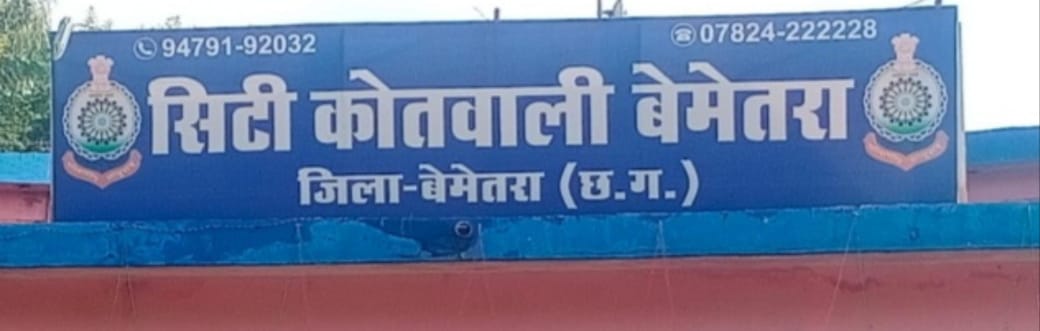 94791-92032 07824-222228
सिटी कोतवाली बेमेतरा
जिला-बेमेतरा (छ.ग.)